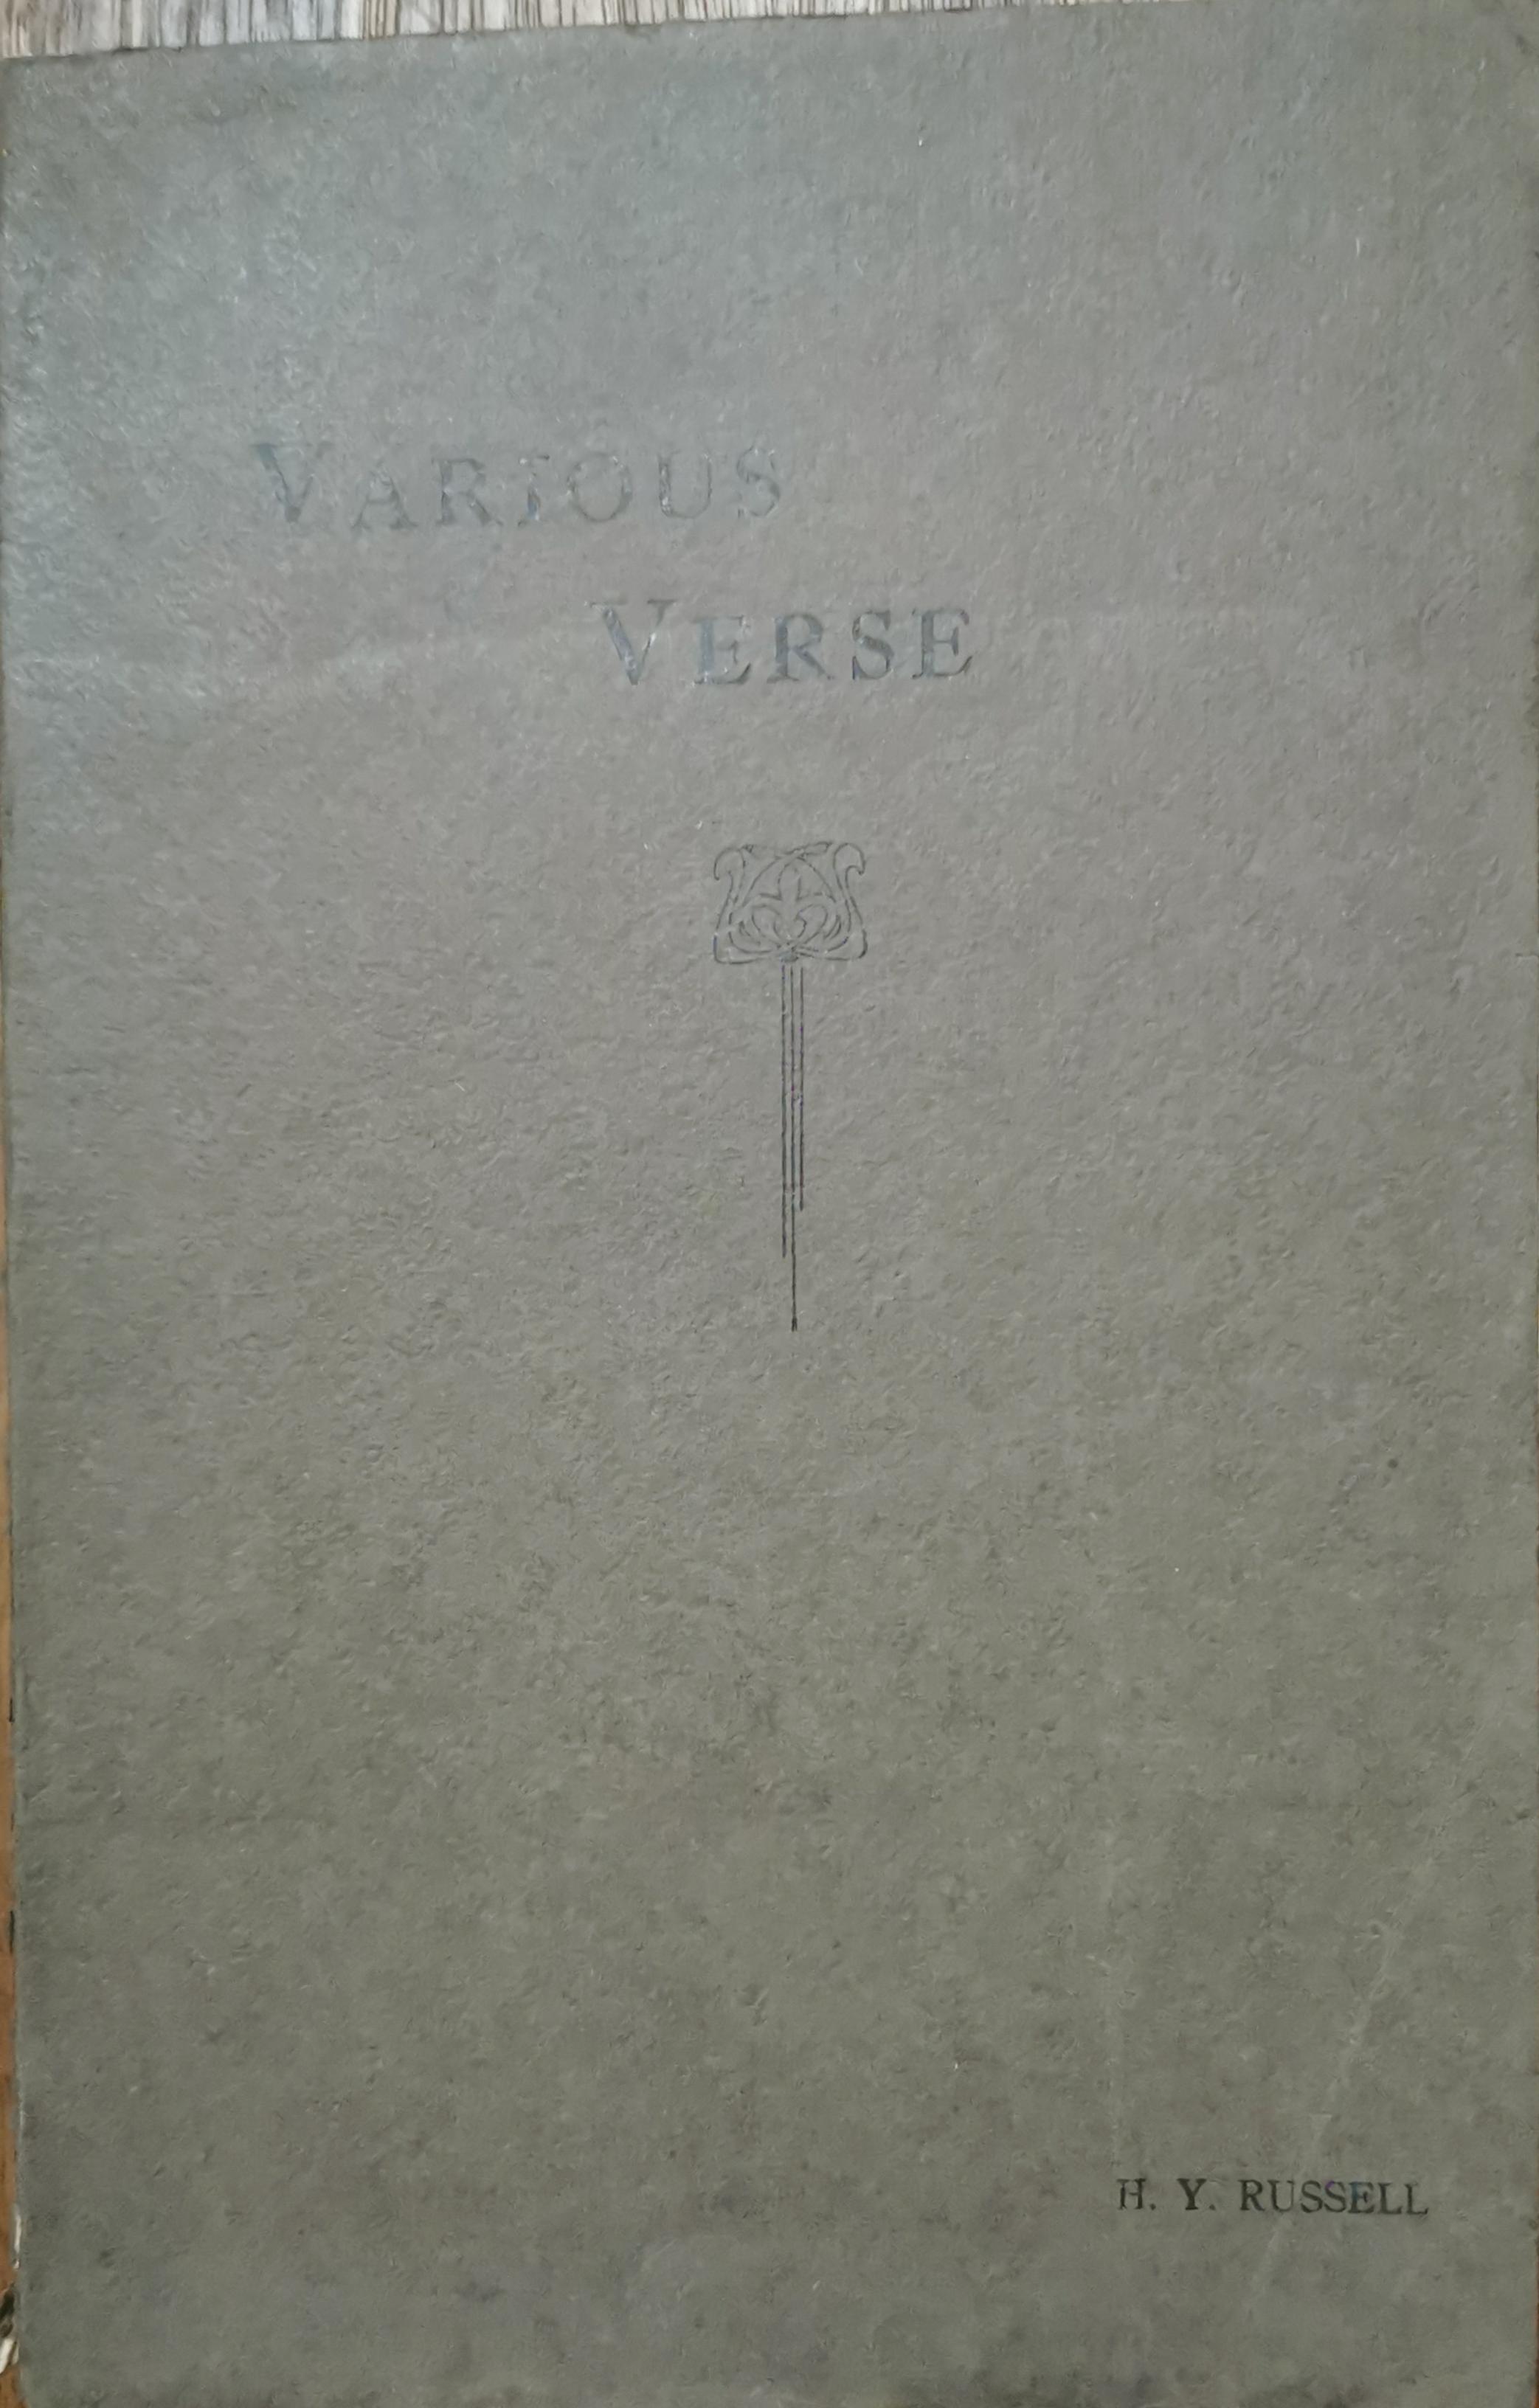 VARIOUS
VERSE
H. Y. RUSSELL